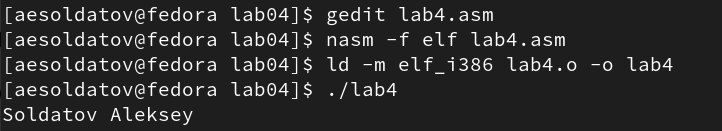 [aesoldatov@fedora lab04]$ gedit lab4.asm
[aesoldatov@fedora lab04]$ nasm -f elf lab4.asm
[aesoldatov@fedora lab04]$ ld -m elf_i386 lab4.o -o lab4
[aesoldatov@fedora lab04]$ ./lab4
Soldatov Aleksey